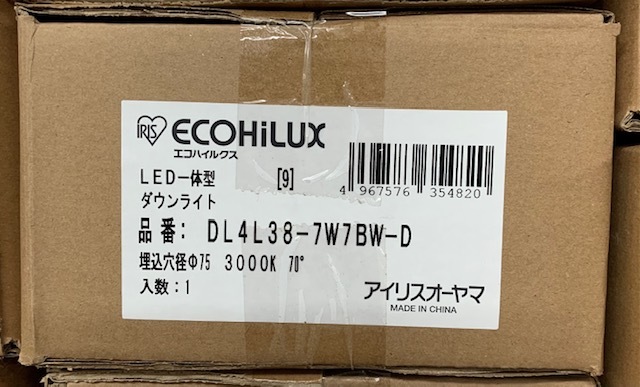 IRIS ECOHiLUX
エコハイルクス
LED一体型 [9]
ダウンライト
4 967576 354820
品番: DL4L38-7W7BW-D
埋込穴径Φ75 3000K 70°
入数:1
アイリスオーヤマ
MADE IN CHINA